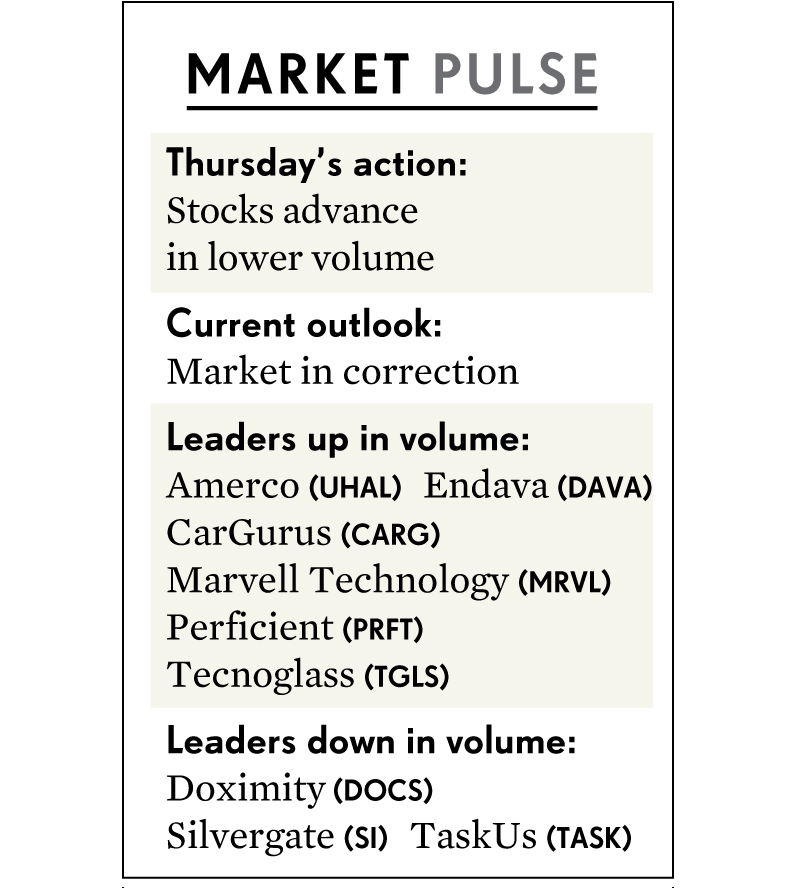 MARKET PULSE
Thursday’s action:
Stocks advance
in lower volume
Current outlook:
Market in correction
Leaders up in volume:
Amerco (UHAL) Endava (DAVA)
CarGurus (CARG)
Marvell Technology (MRVL)
Perficient (PRFT)
Tecnoglass (TGLS)
Leaders down in volume:
Doximity (DOCS)
Silvergate (SI) TaskUs (TASK)